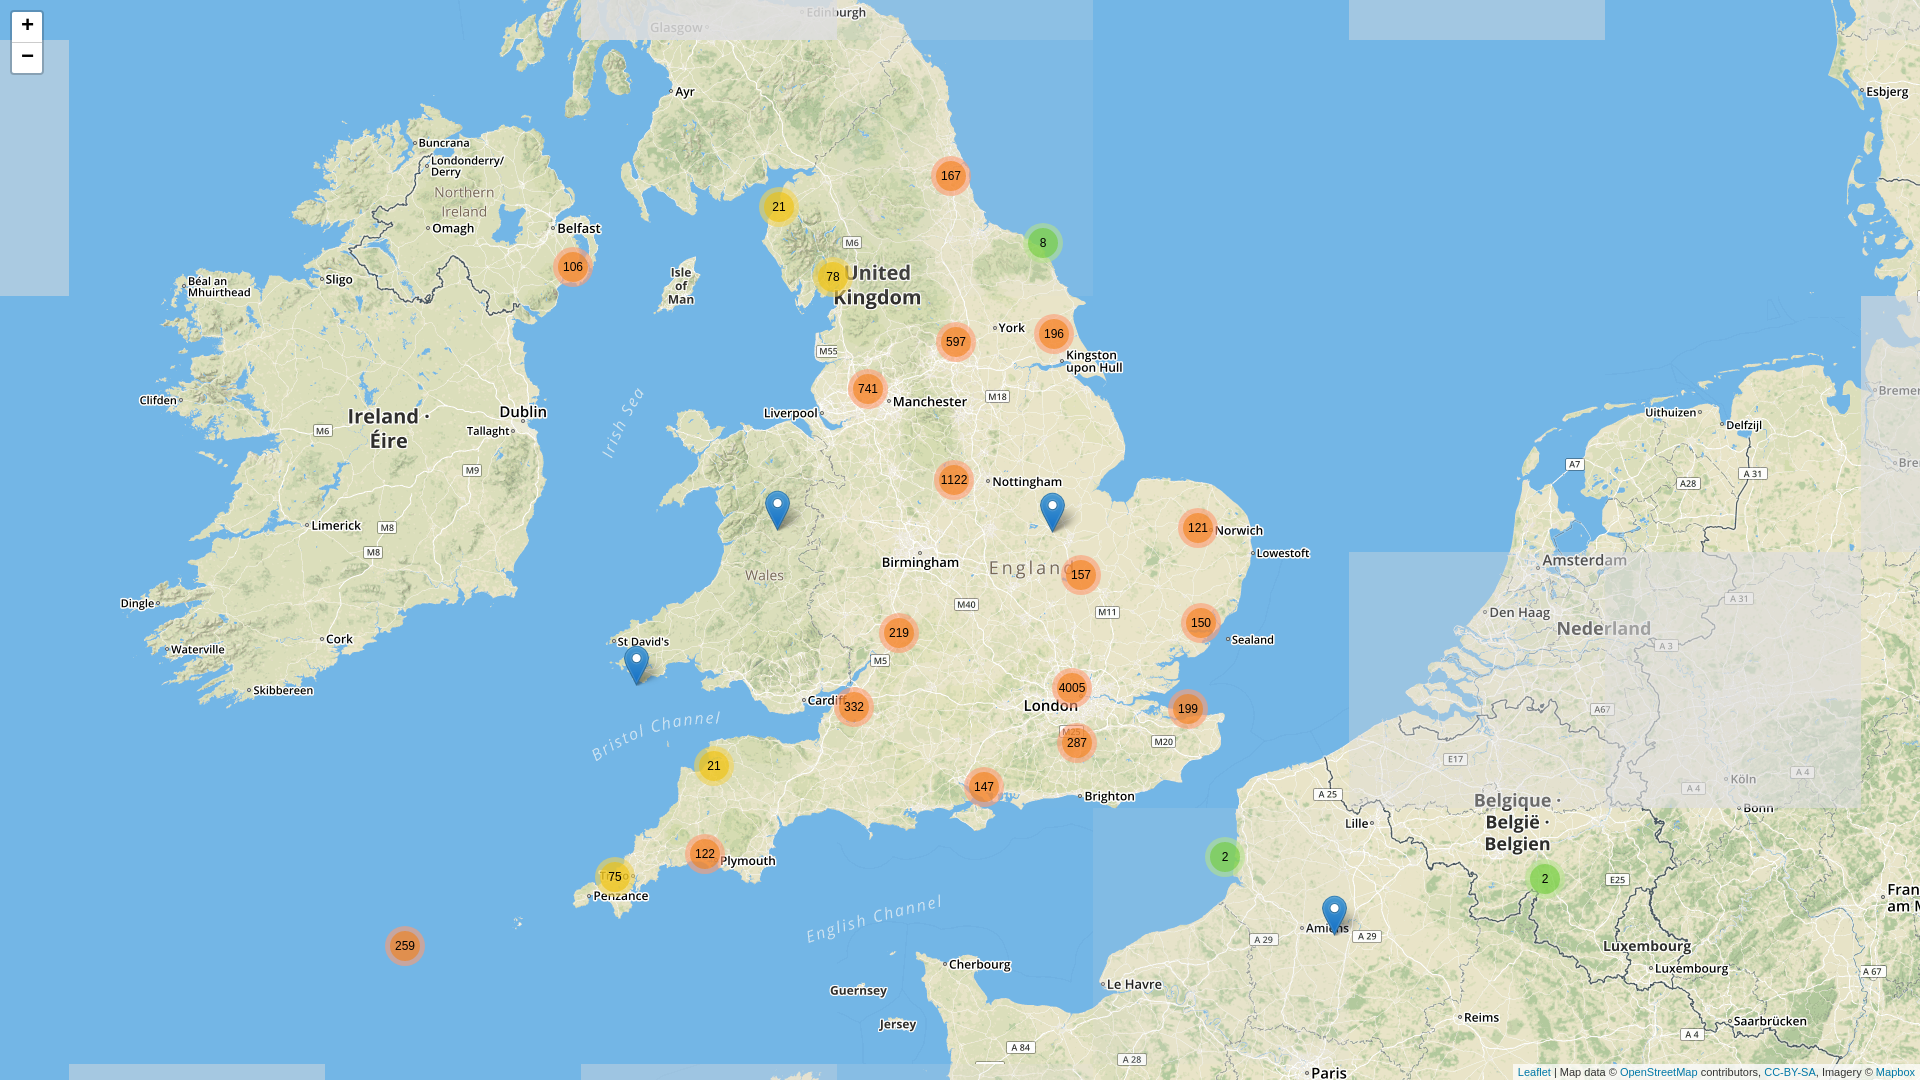 +
−
Glasgow
Edinburgh
Ayr
Esbjerg
Buncrana
Londonderry/
Derry
Northern
Ireland
Omagh
Belfast
167
21
8
M6
106
78
United
Kingdom
Isle
of
Man
Sligo
Béal an
Mhuirthead
York
196
597
M55
Kingston
upon Hull
741
Manchester
M18
Liverpool
Clifden
Ireland ·
Éire
Dublin
Tallaght
M6
M9
Irish Sea
Uithuizen
Delfzijl
A7
A 31
A28
1122
Nottingham
Limerick
M8
M8
121
Norwich
Lowestoft
Birmingham
England
157
Wales
Amsterdam
Dingle
M40
M11
Den Haag
A 31
Nederland
Cork
Waterville
St David's
219
150
Sealand
M5
A 3
Skibbereen
4005
Cardiff
332
London
199
A67
Bristol Channel
M25
287
M20
E17
21
147
Brighton
A 25
Köln
A 4
A 4
Bonn
Belgique ·
België ·
Belgien
Lille
122
Plymouth
2
75
Penzance
2
E25
English Channel
259
Amiens
A 29
A 29
Luxembourg
Luxembourg
A 67
Cherbourg
Guernsey
Le Havre
Jersey
Reims
Saarbrücken
A 4
A 84
A 28
Paris
Leaflet | Map data © OpenStreetMap contributors, CC-BY-SA, Imagery © Mapbox